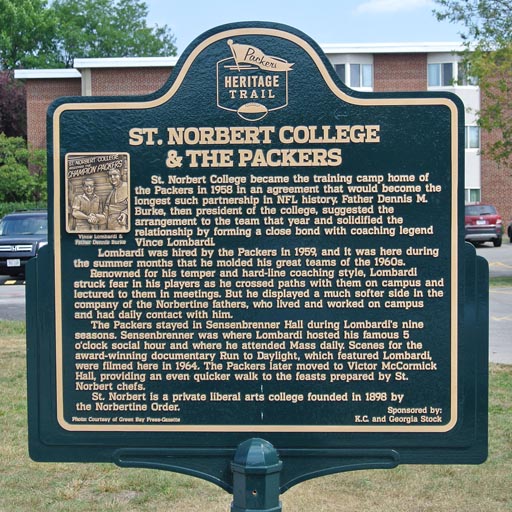 Packers
HERITAGE
TRAIL
ST. NORBERT COLLEGE
& THE PACKERS
ST. NORBERT COLLEGE
CHAMPION PACKERS
Vince Lombardi &
Father Dennis Burke
St. Norbert College became the training camp home of
the Packers in 1958 in an agreement that would become the
longest such partnership in NFL history. Father Dennis M.
Burke, then president of the college, suggested the
arrangement to the team that year and solidified the
relationship by forming a close bond with coaching legend
Vince Lombardi.
Lombardi was hired by the Packers in 1959, and it was here during
the summer months that he molded his great teams of the 1960s.
Renowned for his temper and hard-line coaching style, Lombardi
struck fear in his players as he crossed paths with them on campus and
lectured to them in meetings. But he displayed a much softer side in the
company of the Norbertine fathers, who lived and worked on campus
and had daily contact with him.
The Packers stayed in Sensenbrenner Hall during Lombardi's nine
seasons. Sensenbrenner was where Lombardi hosted his famous 5
o'clock social hour and where he attended Mass daily. Scenes for the
award-winning documentary Run to Daylight, which featured Lombardi,
were filmed here in 1964. The Packers later moved to Victor McCormick
Hall, providing an even quicker walk to the feasts prepared by St.
Norbert chefs.
St. Norbert is a private liberal arts college founded in 1898 by
the Norbertine Order.
Photo Courtesy of Green Bay Press-Gazette
Sponsored by:
K.C. and Georgia Stock